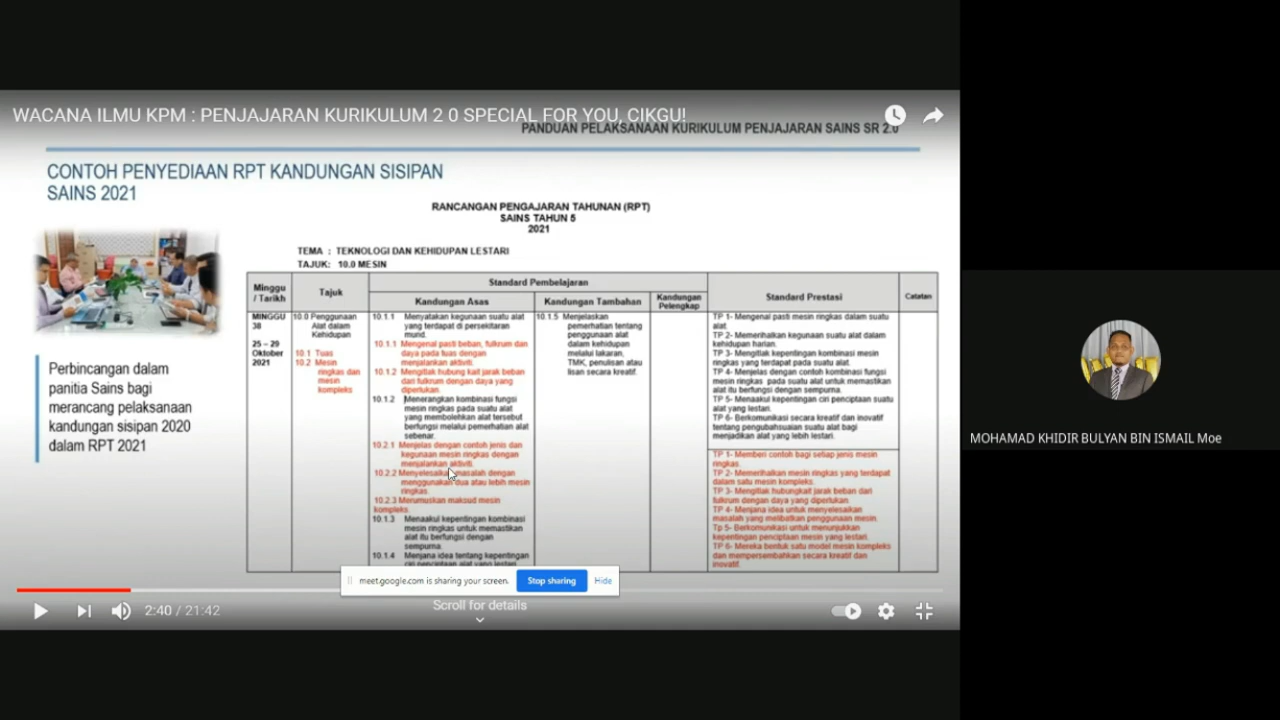 WACANA ILMU KPM : PENJAJARAN KURIKULUM 2 0 SPECIAL FOR YOU, CIKGU!
PANDUAN PELAKSANAAN KURIKULUM PENJAJARAN SAINS SR 2.0
CONTOH PENYEDIAAN RPT KANDUNGAN SISIPAN
SAINS 2021
RANCANGAN PENGAJARAN TAHUNAN (RPT)
SAINS TAHUN 5
2021
TEMA : TEKNOLOGI DAN KEHIDUPAN LESTARI
TAJUK: 10.0 MESIN
Minggu
/ Tarikh
Tajuk
Standard Pembelajaran
Kandungan Asas
Kandungan Tambahan
Kandungan
Pelengkap
Standard Prestasi
Catatan
MINGGU
38
25 – 29
Oktober
2021
10.0 Penggunaan
Alat dalam
Kehidupan
10.1 Tuas
10.2 Mesin
ringkas dan
mesin
kompleks
10.1.1 Menyatakan kegunaan suatu alat
yang terdapat di persekitaran
murid.
10.1.1 Mengenal pasti beban, fulkrum dan
daya pada tuas dengan
menjalankan aktiviti.
10.1.2 Mengitlak hubung kait jarak beban
dari fulkrum dengan daya yang
diperlukan.
10.1.2 Menerangkan kombinasi fungsi
mesin ringkas pada suatu alat
yang membolehkan alat tersebut
berfungsi melalui pemerhatian alat
sebenar.
10.2.1 Menjelas dengan contoh jenis dan
kegunaan mesin ringkas dengan
menjalankan aktiviti.
10.2.2 Menyelesaikan masalah dengan
menggunakan dua atau lebih mesin
ringkas.
10.2.3 Merumuskan maksud mesin
kompleks.
10.1.3 Menaakul kepentingan kombinasi
mesin ringkas untuk memastikan
alat itu berfungsi dengan
sempurna.
10.1.4 Menjana idea tentang kepentingan
ciri penciptaan alat yang lestari
10.1.5 Menjelaskan
pemerhatian tentang
penggunaan alat
dalam kehidupan
melalui lakaran,
TMK, penulisan atau
lisan secara kreatif.
TP 1- Mengenal pasti mesin ringkas dalam suatu
alat.
TP 2- Memerihalkan kegunaan suatu alat dalam
kehidupan harian.
TP 3- Mengitlak kepentingan kombinasi mesin
ringkas yang terdapat pada suatu alat.
TP 4- Menjelas dengan contoh kombinasi fungsi
mesin ringkas pada suatu alat untuk memastikan
alat itu berfungsi dengan sempurna.
TP 5- Menaakul kepentingan ciri penciptaan suatu
alat yang lestari.
TP 6- Berkomunikasi secara kreatif dan inovatif
tentang pengubahsuaian suatu alat bagi
menjadikan alat yang lebih lestari.
TP 1- Memberi contoh bagi setiap jenis mesin
ringkas.
TP 2- Memerihalkan mesin ringkas yang terdapat
dalam satu mesin kompleks.
TP 3- Mengitlak hubungkait jarak beban dari
fulkrum dengan daya yang diperlukan.
TP 4- Menjana idea untuk menyelesaikan
masalah yang melibatkan penggunaan mesin.
Tp 5- Berkomunikasi untuk menunjukkan
kepentingan penciptaan mesin yang lestari.
TP 6- Mereka bentuk satu model mesin kompleks
dan mempersembahkan secara kreatif dan
inovatif.
Perbincangan dalam
panitia Sains bagi
merancang pelaksanaan
kandungan sisipan 2020
dalam RPT 2021
meet.google.com is sharing your screen.
Stop sharing
Hide
2:40 / 21:42
Scroll for details
MOHAMAD KHIDIR BULYAN BIN ISMAIL Moe